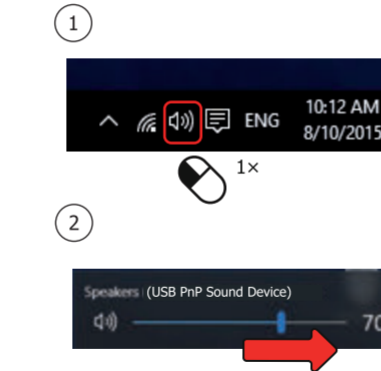 1
ENG 10:12 AM
8/10/2015
1×
2
Speakers (USB PnP Sound Device)
70